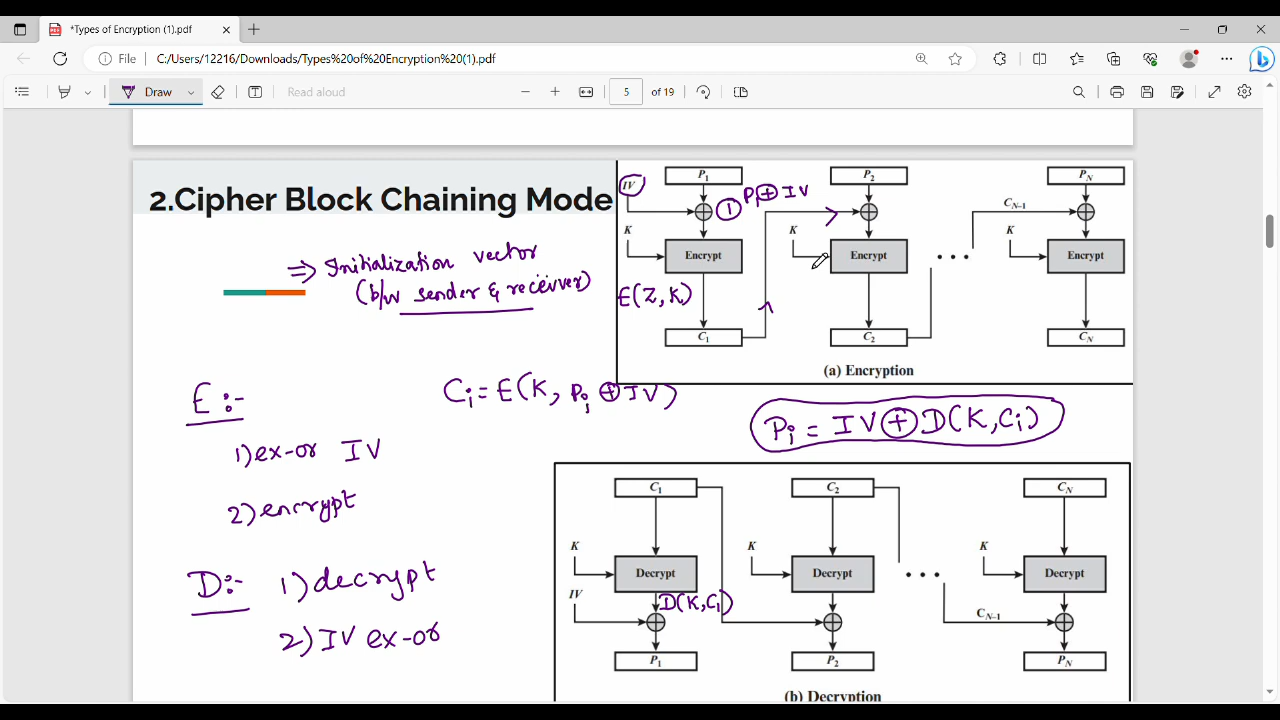 *Types of Encryption (1).pdf
File C:/Users/12216/Downloads/Types%20of%20Encryption%20(1).pdf
Draw Read aloud 5 of 19
2.Cipher Block Chaining Mode
⇒ Initialization vector
(b/w sender & receiver)
IV P1 P2 PN
① Pi ⊕ IV
CN–1
K K K
Encrypt Encrypt • • • Encrypt
E(Z, K)
C1 C2 CN
(a) Encryption
E :-
Ci = E(K, Pi ⊕ IV)
Pi = IV ⊕ D(K, Ci)
1) ex-or IV
2) encrypt
D:- 1) decrypt
2) IV ex-or
C1 C2 CN
K K K
Decrypt Decrypt • • • Decrypt
IV D(K, Ci)
CN–1
P1 P2 PN
(b) Decryption